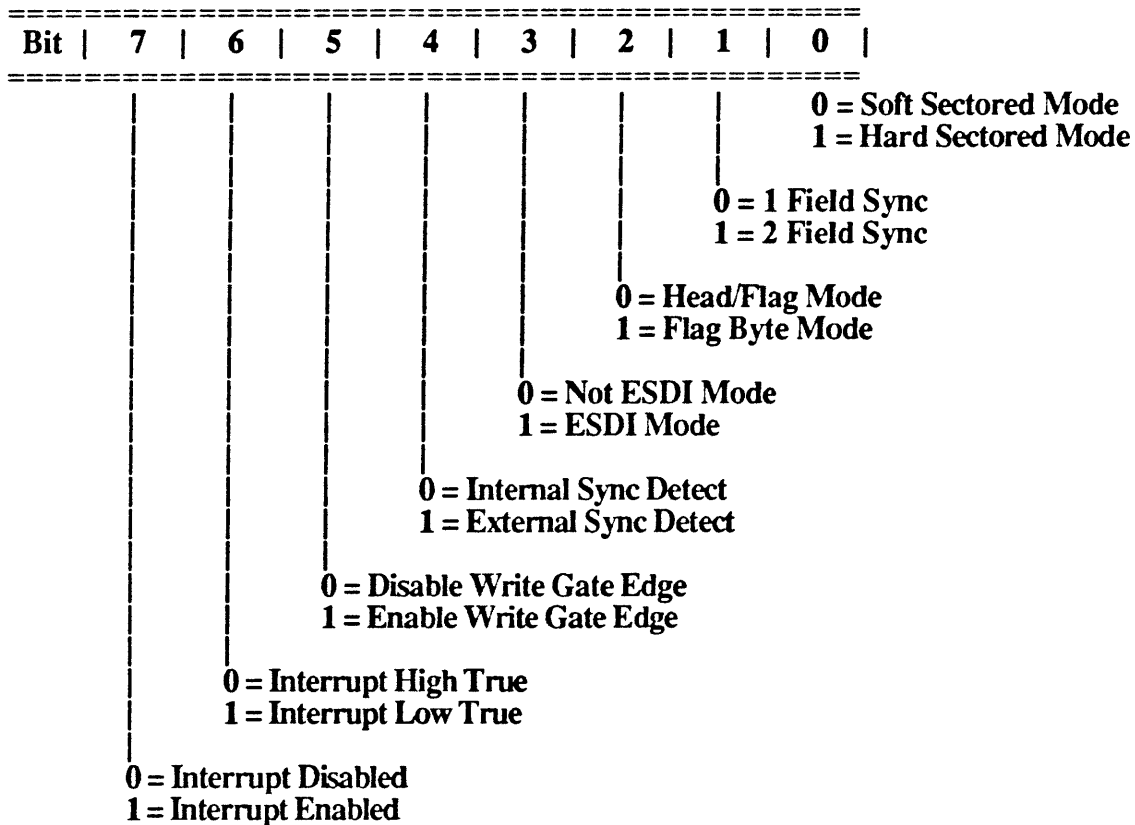 Bit | 7 | 6 | 5 | 4 | 3 | 2 | 1 | 0 |
0 = Soft Sectored Mode
1 = Hard Sectored Mode
0 = 1 Field Sync
1 = 2 Field Sync
0 = Head/Flag Mode
1 = Flag Byte Mode
0 = Not ESDI Mode
1 = ESDI Mode
0 = Internal Sync Detect
1 = External Sync Detect
0 = Disable Write Gate Edge
1 = Enable Write Gate Edge
0 = Interrupt High True
1 = Interrupt Low True
0 = Interrupt Disabled
1 = Interrupt Enabled